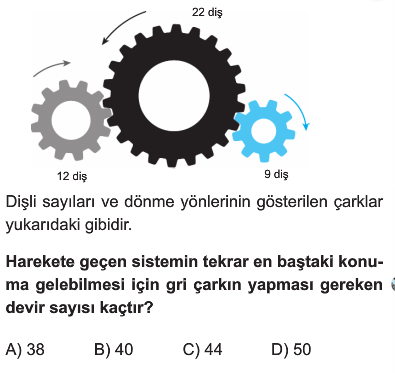 22 diş
12 diş
9 diş
Dişli sayıları ve dönme yönlerinin gösterilen çarklar
yukarıdaki gibidir.
Harekete geçen sistemin tekrar en baştaki konu-
ma gelebilmesi için gri çarkın yapması gereken
devir sayısı kaçtır?
A) 38 B) 40 C) 44 D) 50